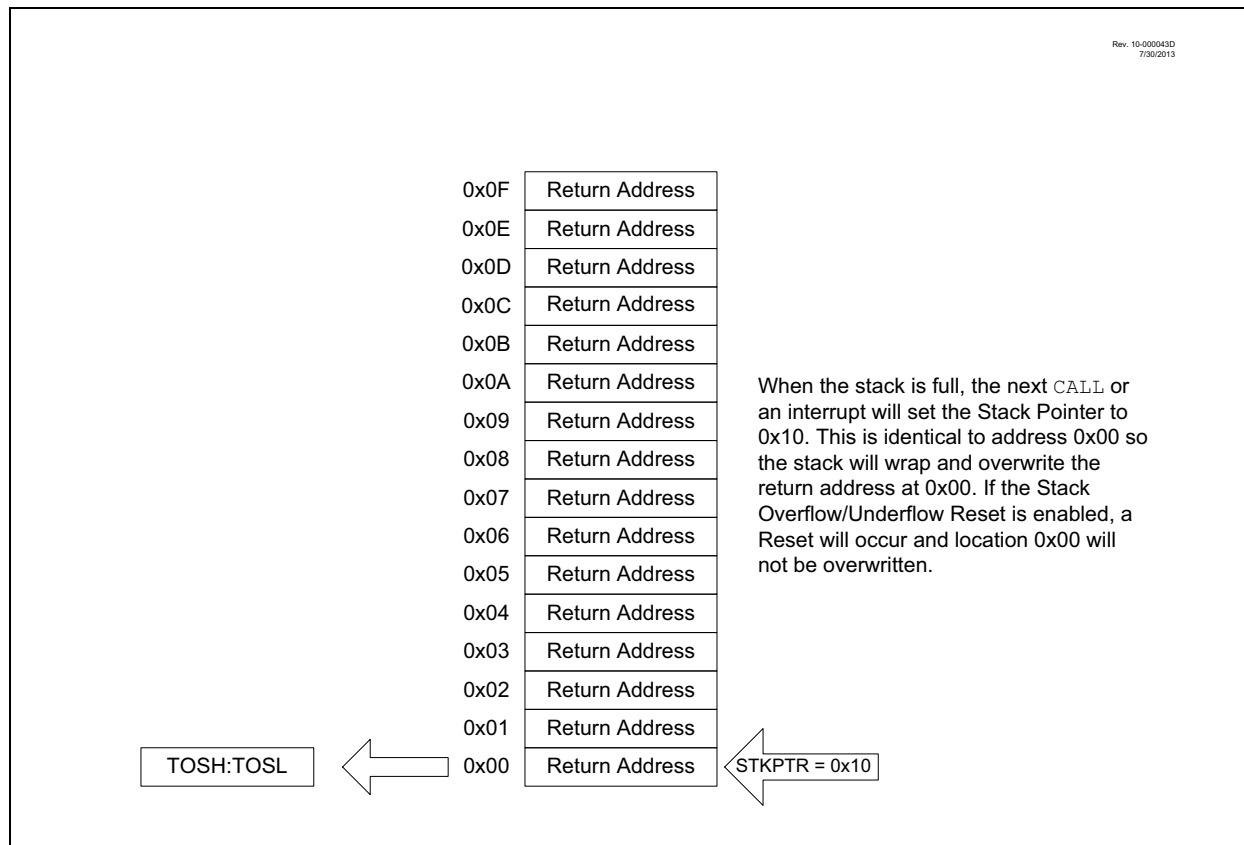 Rev. 10-000043D
7/30/2013
0x0F Return Address
0x0E Return Address
0x0D Return Address
0x0C Return Address
0x0B Return Address
0x0A Return Address
0x09 Return Address
0x08 Return Address
0x07 Return Address
0x06 Return Address
0x05 Return Address
0x04 Return Address
0x03 Return Address
0x02 Return Address
0x01 Return Address
TOSH:TOSL 0x00 Return Address STKPTR = 0x10
When the stack is full, the next CALL or
an interrupt will set the Stack Pointer to
0x10. This is identical to address 0x00 so
the stack will wrap and overwrite the
return address at 0x00. If the Stack
Overflow/Underflow Reset is enabled, a
Reset will occur and location 0x00 will
not be overwritten.